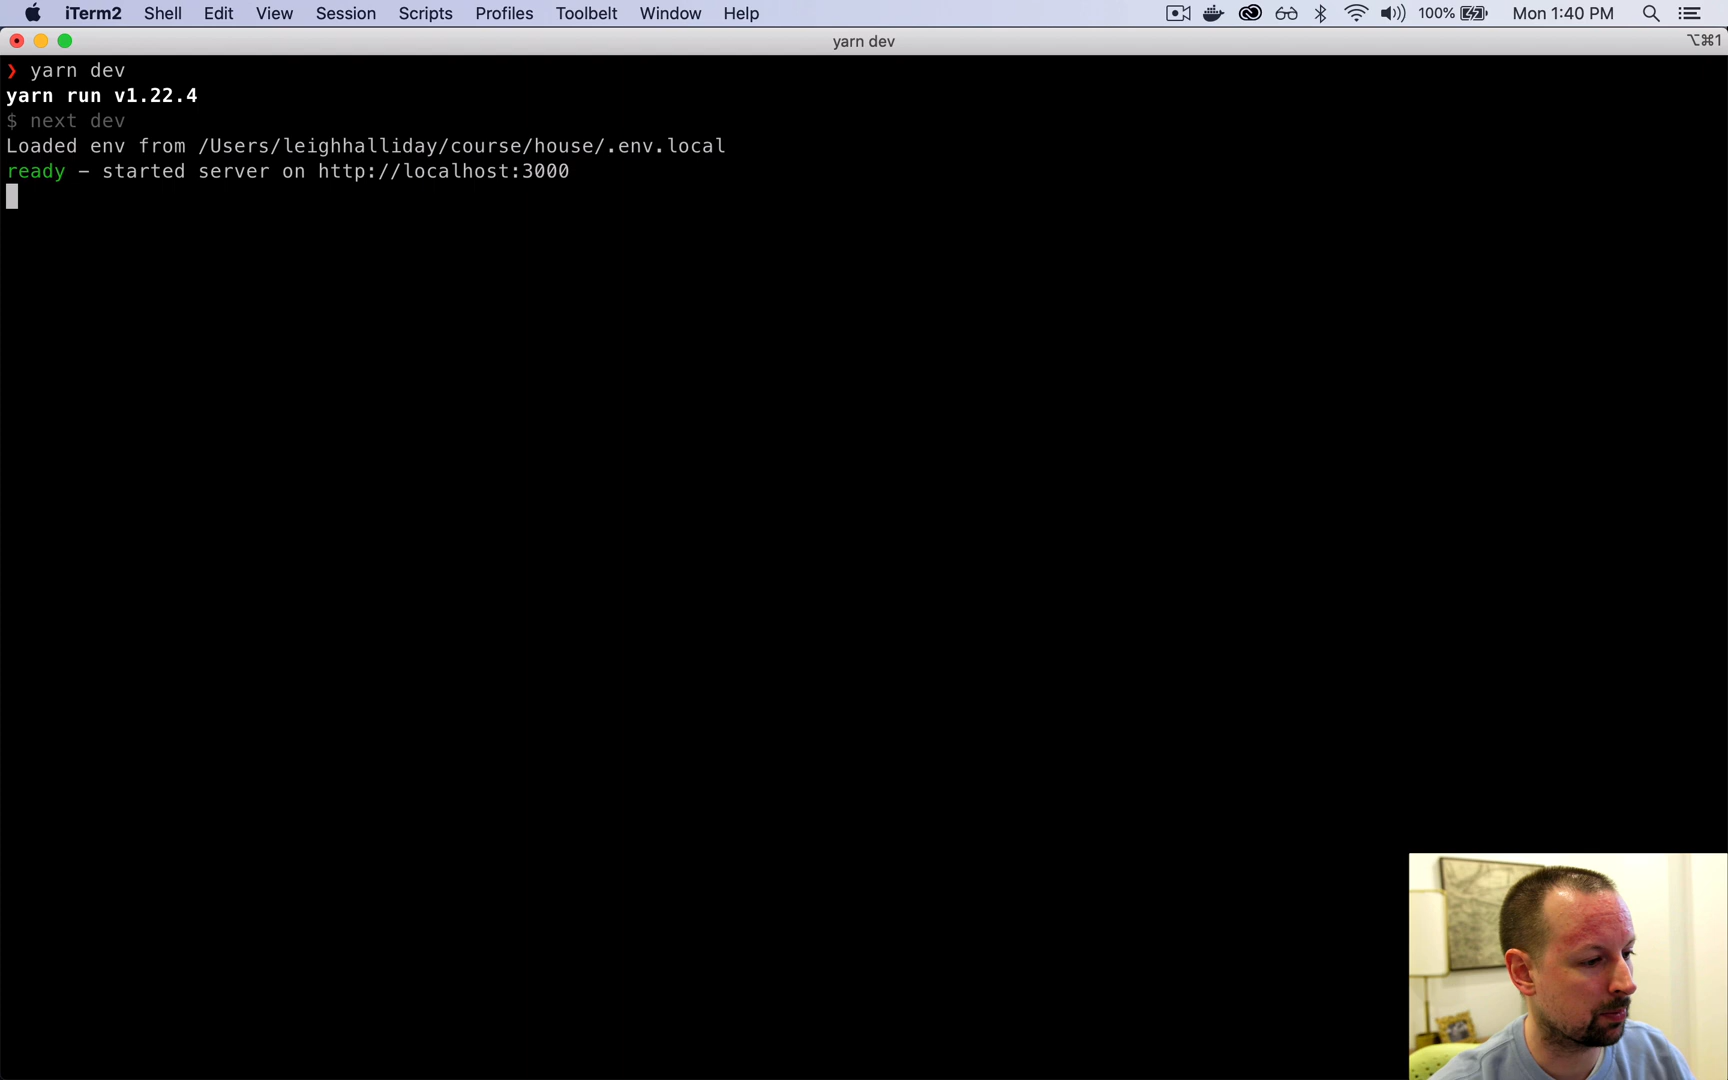 iTerm2 Shell Edit View Session Scripts Profiles Toolbelt Window Help 100% Mon 1:40 PM
yarn dev ⌥⌘1
❯ yarn dev
yarn run v1.22.4
$ next dev
Loaded env from /Users/leighhalliday/course/house/.env.local
ready - started server on http://localhost:3000